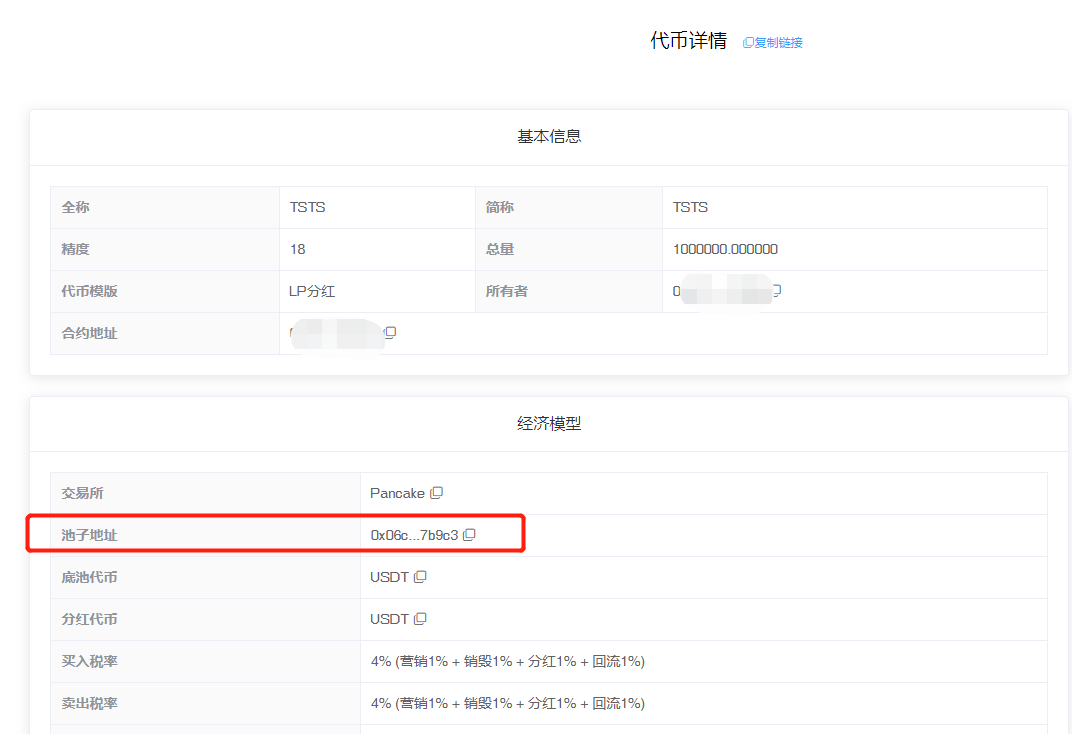 代币详情 复制链接
基本信息
全称 TSTS 简称 TSTS
精度 18 总量 1000000.000000
代币模版 LP分红 所有者 0
合约地址
经济模型
交易所 Pancake
池子地址 0x06c...7b9c3
底池代币 USDT
分红代币 USDT
买入税率 4% (营销1% + 销毁1% + 分红1% + 回流1%)
卖出税率 4% (营销1% + 销毁1% + 分红1% + 回流1%)